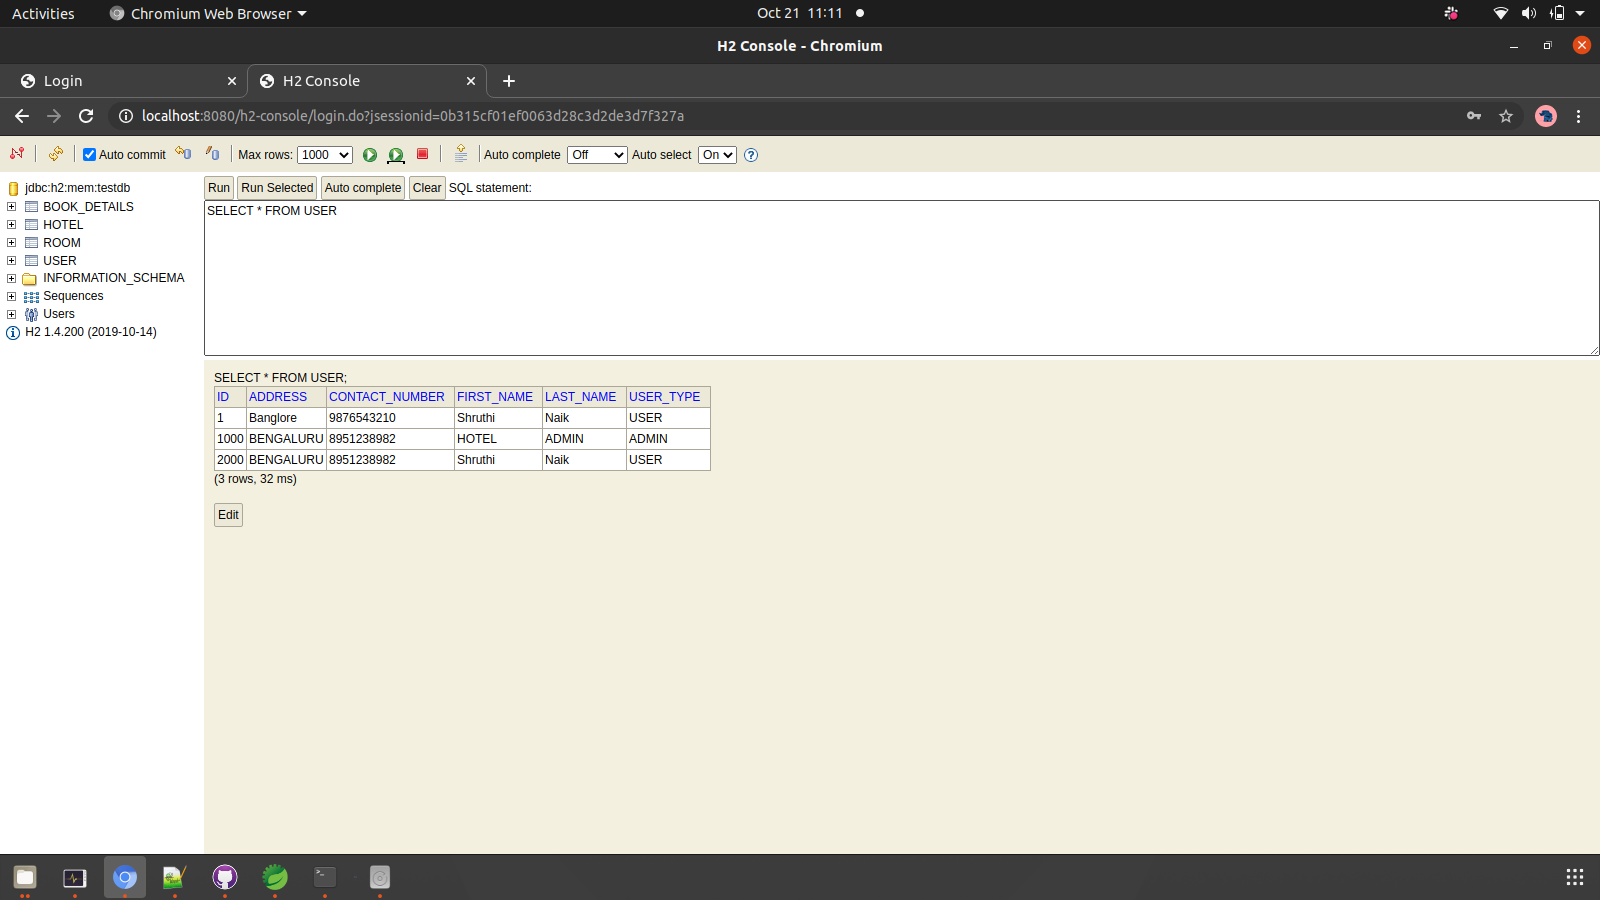 Activities Chromium Web Browser Oct 21 11:11
H2 Console - Chromium
Login H2 Console
localhost:8080/h2-console/login.do?jsessionid=0b315cf01ef0063d28c3d2de3d7f327a
Auto commit Max rows: 1000 Auto complete Off Auto select On
jdbc:h2:mem:testdb
BOOK_DETAILS
HOTEL
ROOM
USER
INFORMATION_SCHEMA
Sequences
Users
H2 1.4.200 (2019-10-14)
Run Run Selected Auto complete Clear SQL statement:
SELECT * FROM USER
SELECT * FROM USER;
ID ADDRESS CONTACT_NUMBER FIRST_NAME LAST_NAME USER_TYPE
1 Banglore 9876543210 Shruthi Naik USER
1000 BENGALURU 8951238982 HOTEL ADMIN ADMIN
2000 BENGALURU 8951238982 Shruthi Naik USER
(3 rows, 32 ms)
Edit